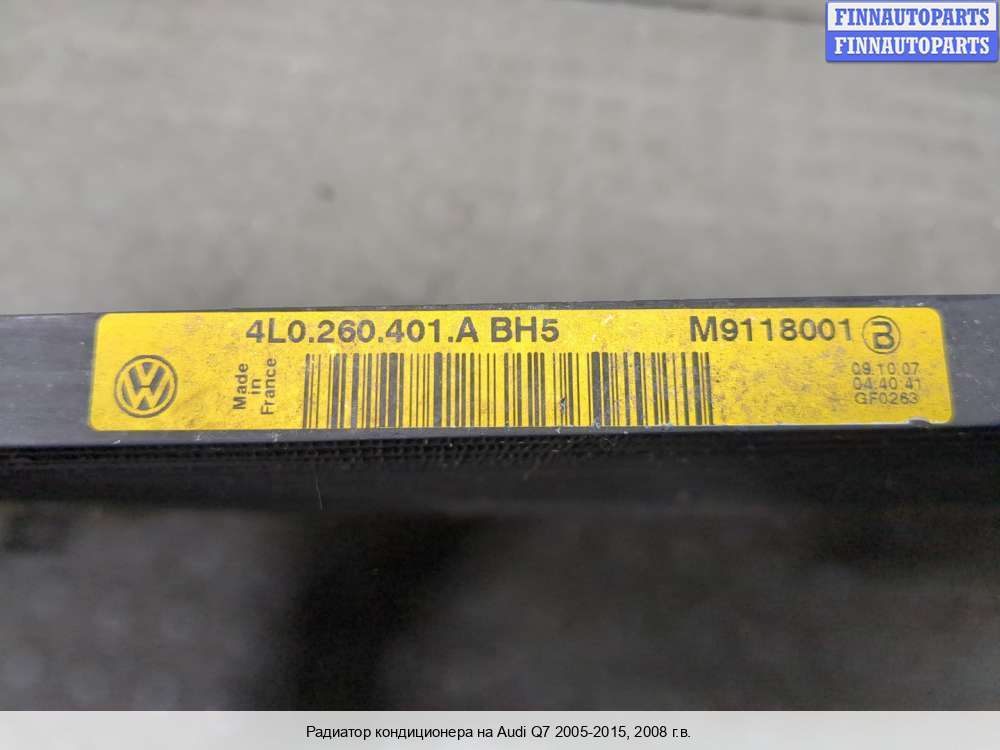 FINNAUTOPARTS
FINNAUTOPARTS
4L0.260.401.A BH5
M9118001 B
Made
in
France
09.10.07
04:40:41
GF0263
Радиатор кондиционера на Audi Q7 2005-2015, 2008 г.в.